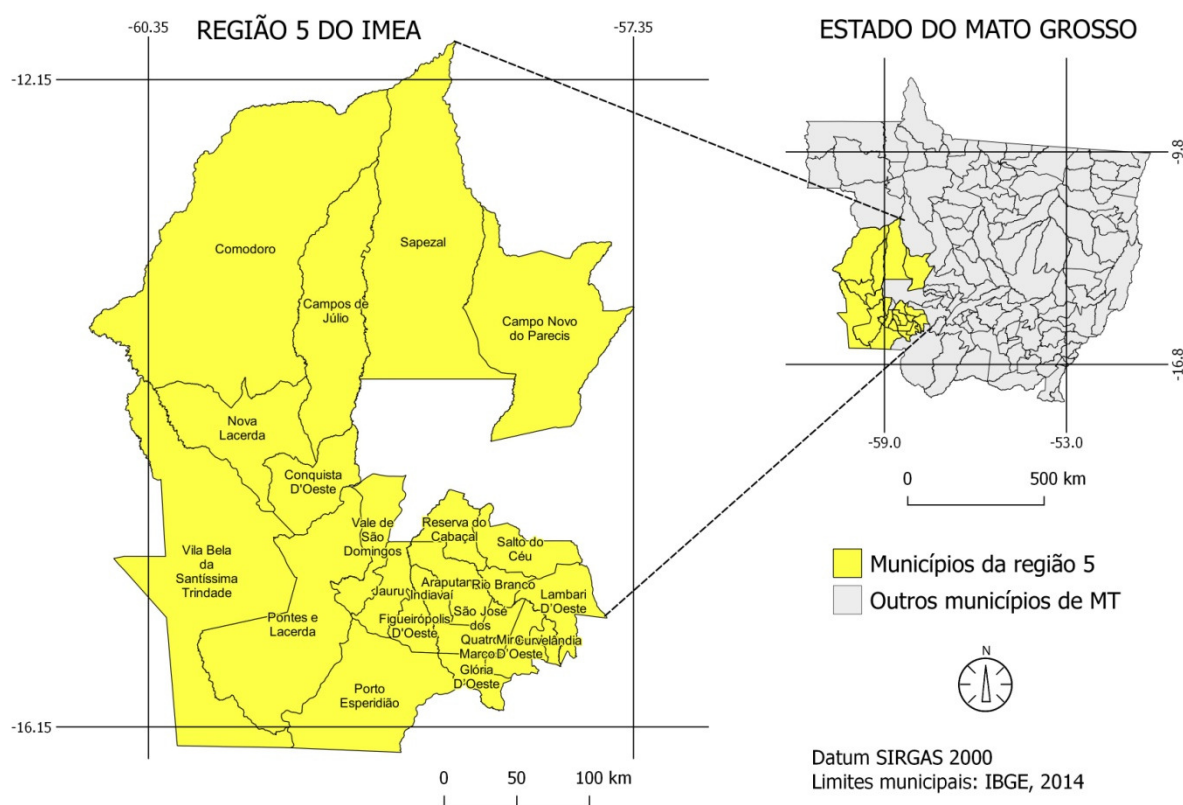 REGIÃO 5 DO IMEA
-60.35
-57.35
-12.15
-16.15
Comodoro
Sapezal
Campos de
Júlio
Campo Novo
do Parecis
Nova
Lacerda
Conquista
D'Oeste
Vale de
São
Domingos
Reserva do
Cabaçal
Salto do
Céu
Vila Bela
da
Santíssima
Trindade
Pontes e
Lacerda
Jauru
Indiavaí
Araputan
Rio Branco
Lambari
D'Oeste
Figueirópolis
D'Oeste
São José
dos
Quatro
Marcos
Mir
D'Oeste
Curvelândia
Glória
D'Oeste
Porto
Esperidião
0 50 100 km
ESTADO DO MATO GROSSO
-9.8
-16.8
-59.0
-53.0
0 500 km
Municípios da região 5
Outros municípios de MT
N
Datum SIRGAS 2000
Limites municipais: IBGE, 2014